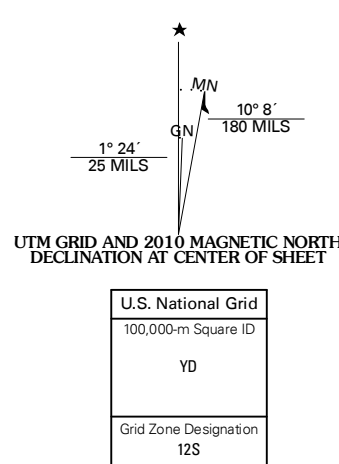 ★
MN
GN
10° 8´
180 MILS
1° 24´
25 MILS
UTM GRID AND 2010 MAGNETIC NORTH
DECLINATION AT CENTER OF SHEET
U.S. National Grid
100,000-m Square ID
YD
Grid Zone Designation
12S